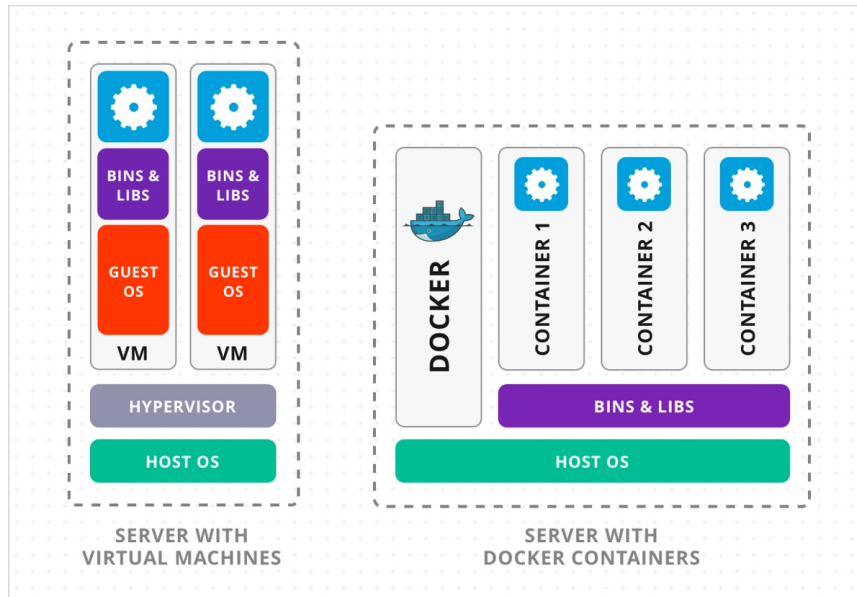 BINS &
LIBS
BINS &
LIBS
GUEST
OS
GUEST
OS
VM
VM
HYPERVISOR
HOST OS
SERVER WITH
VIRTUAL MACHINES
DOCKER
CONTAINER 1
CONTAINER 2
CONTAINER 3
BINS & LIBS
HOST OS
SERVER WITH
DOCKER CONTAINERS